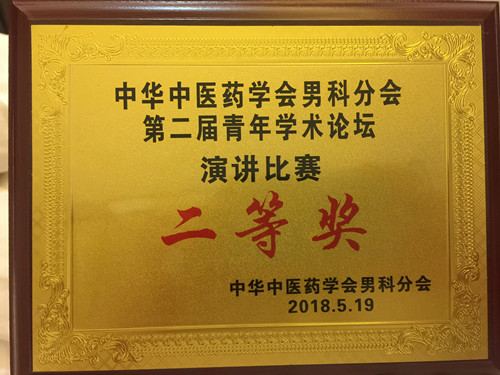 中华中医药学会男科分会
第二届青年学术论坛
演讲比赛
二等奖
中华中医药学会男科分会
2018.5.19